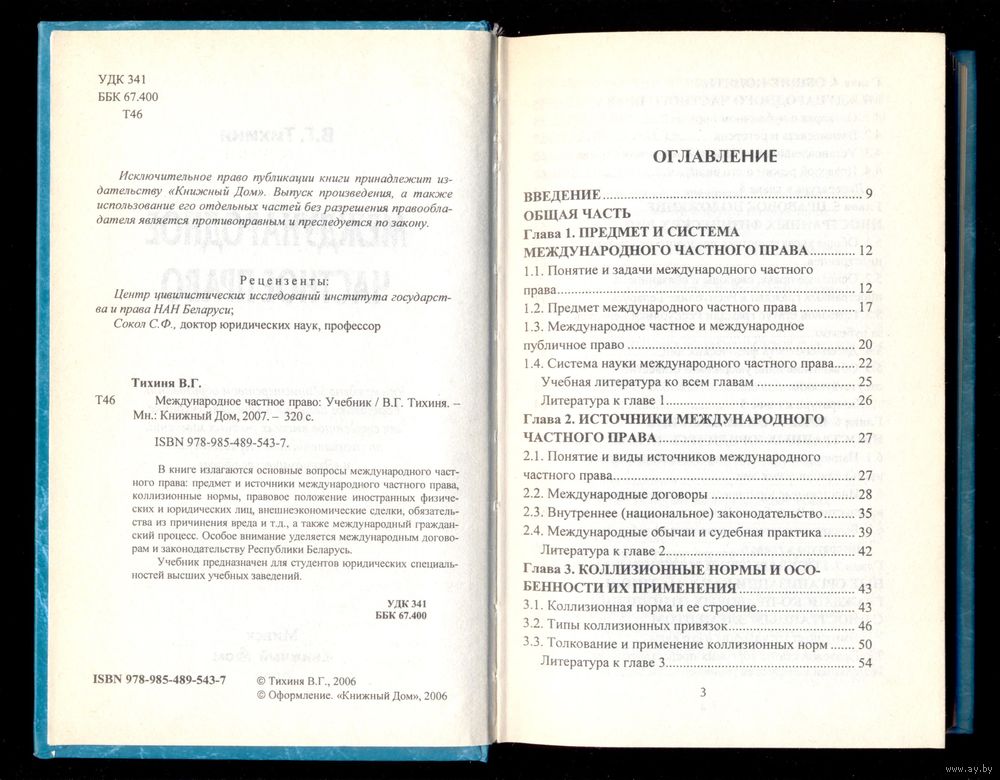 УДК 341
ББК 67.400
Т46
Исключительное право публикации книги принадлежит из-
дательству «Книжный Дом». Выпуск произведения, а также
использование его отдельных частей без разрешения правообла-
дателя является противоправным и преследуется по закону.
Рецензенты:
Центр цивилистических исследований института государст-
ва и права НАН Беларуси;
Сокол С.Ф., доктор юридических наук, профессор
Тихиня В.Г.
Т46 Международное частное право: Учебник / В.Г. Тихиня. –
Мн.: Книжный Дом, 2007. – 320 с.
ISBN 978-985-489-543-7.
В книге излагаются основные вопросы международного част-
ного права: предмет и источники международного частного права,
коллизионные нормы, правовое положение иностранных физиче-
ских и юридических лиц, внешнеэкономические сделки, обязатель-
ства из причинения вреда и т.д., а также международный граждан-
ский процесс. Особое внимание уделяется международным догово-
рам и законодательству Республики Беларусь.
Учебник предназначен для студентов юридических специаль-
ностей высших учебных заведений.
УДК 341
ББК 67.400
ISBN 978-985-489-543-7 © Тихиня В.Г., 2006
© Оформление. «Книжный Дом», 2006
ОГЛАВЛЕНИЕ
ВВЕДЕНИЕ ... 9
ОБЩАЯ ЧАСТЬ
Глава 1. ПРЕДМЕТ И СИСТЕМА
МЕЖДУНАРОДНОГО ЧАСТНОГО ПРАВА ... 12
1.1. Понятие и задачи международного частного
права ... 12
1.2. Предмет международного частного права ... 17
1.3. Международное частное и международное
публичное право ... 20
1.4. Система науки международного частного права ... 22
Учебная литература ко всем главам ... 25
Литература к главе 1 ... 26
Глава 2. ИСТОЧНИКИ МЕЖДУНАРОДНОГО
ЧАСТНОГО ПРАВА ... 27
2.1. Понятие и виды источников международного
частного права ... 27
2.2. Международные договоры ... 28
2.3. Внутреннее (национальное) законодательство ... 35
2.4. Международные обычаи и судебная практика ... 39
Литература к главе 2 ... 42
Глава 3. КОЛЛИЗИОННЫЕ НОРМЫ И ОСО-
БЕННОСТИ ИХ ПРИМЕНЕНИЯ ... 43
3.1. Коллизионная норма и ее строение ... 43
3.2. Типы коллизионных привязок ... 46
3.3. Толкование и применение коллизионных норм ... 50
Литература к главе 3 ... 54
3
www.ay.by